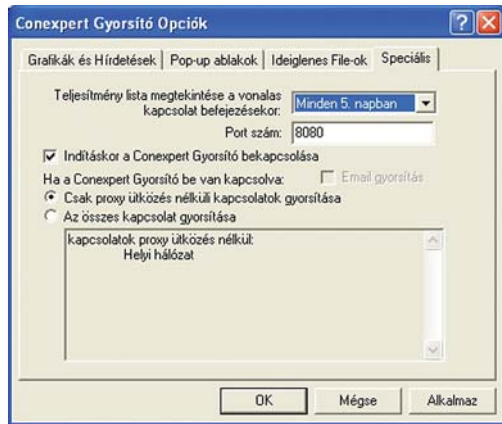 Conexpert Gyorsító Opciók
Grafikák és Hírdetések
Pop-up ablakok
Ideiglenes File-ok
Speciális
Teljesítmény lista megtekintése a vonalas
kapcsolat befejezésekor:
Minden 5. napban
Port szám:
8080
Indításkor a Conexpert Gyorsító bekapcsolása
Ha a Conexpert Gyorsító be van kapcsolva:
Email gyorsítás
Csak proxy ütközés nélküli kapcsolatok gyorsítása
Az összes kapcsolat gyorsítása
kapcsolatok proxy ütközés nélkül:
Helyi hálózat
OK
Mégse
Alkalmaz